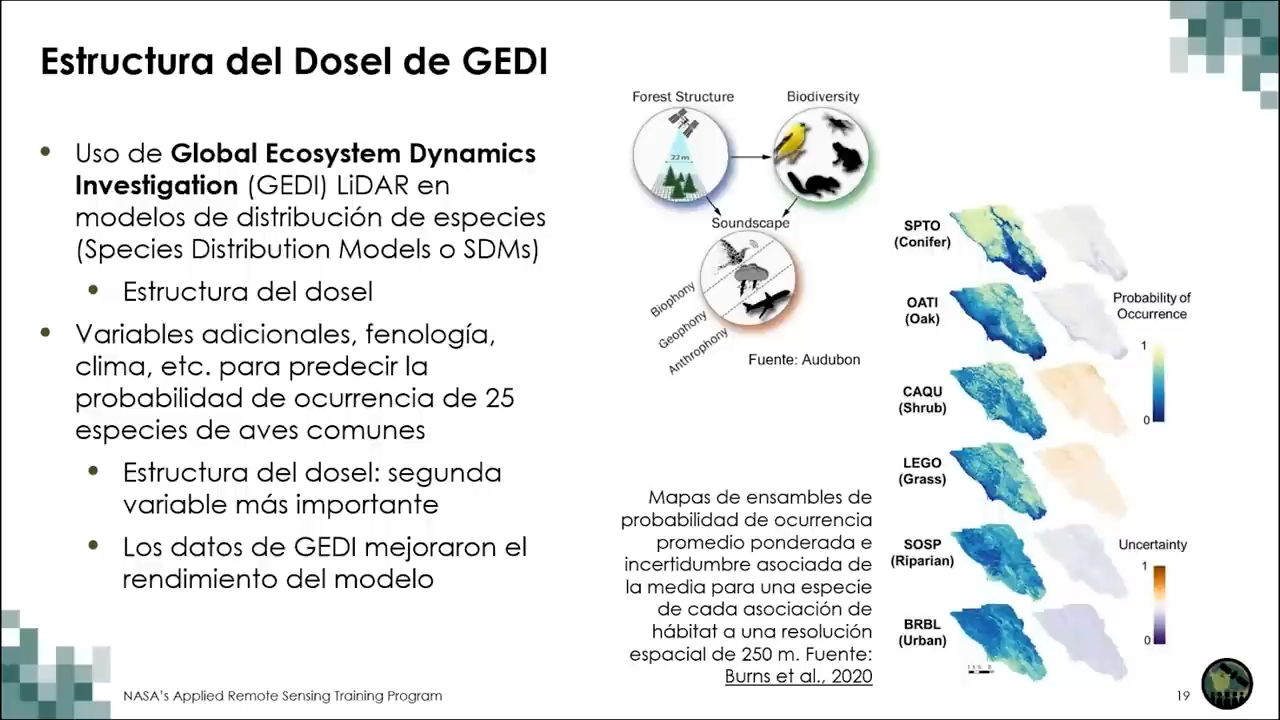 Estructura del Dosel de GEDI
• Uso de Global Ecosystem Dynamics
Investigation (GEDI) LiDAR en
modelos de distribución de especies
(Species Distribution Models o SDMs)
• Estructura del dosel
• Variables adicionales, fenología,
clima, etc. para predecir la
probabilidad de ocurrencia de 25
especies de aves comunes
• Estructura del dosel: segunda
variable más importante
• Los datos de GEDI mejoraron el
rendimiento del modelo
Forest Structure
Biodiversity
22 m
Soundscape
Biophony
Geophony
Anthrophony
Fuente: Audubon
Mapas de ensambles de
probabilidad de ocurrencia
promedio ponderada e
incertidumbre asociada de
la media para una especie
de cada asociación de
hábitat a una resolución
espacial de 250 m. Fuente:
Burns et al., 2020
SPTO
(Conifer)
OATI
(Oak)
CAQU
(Shrub)
LEGO
(Grass)
SOSP
(Riparian)
BRBL
(Urban)
Probability of
Occurrence
1
0
Uncertainty
1
0
NASA's Applied Remote Sensing Training Program
19